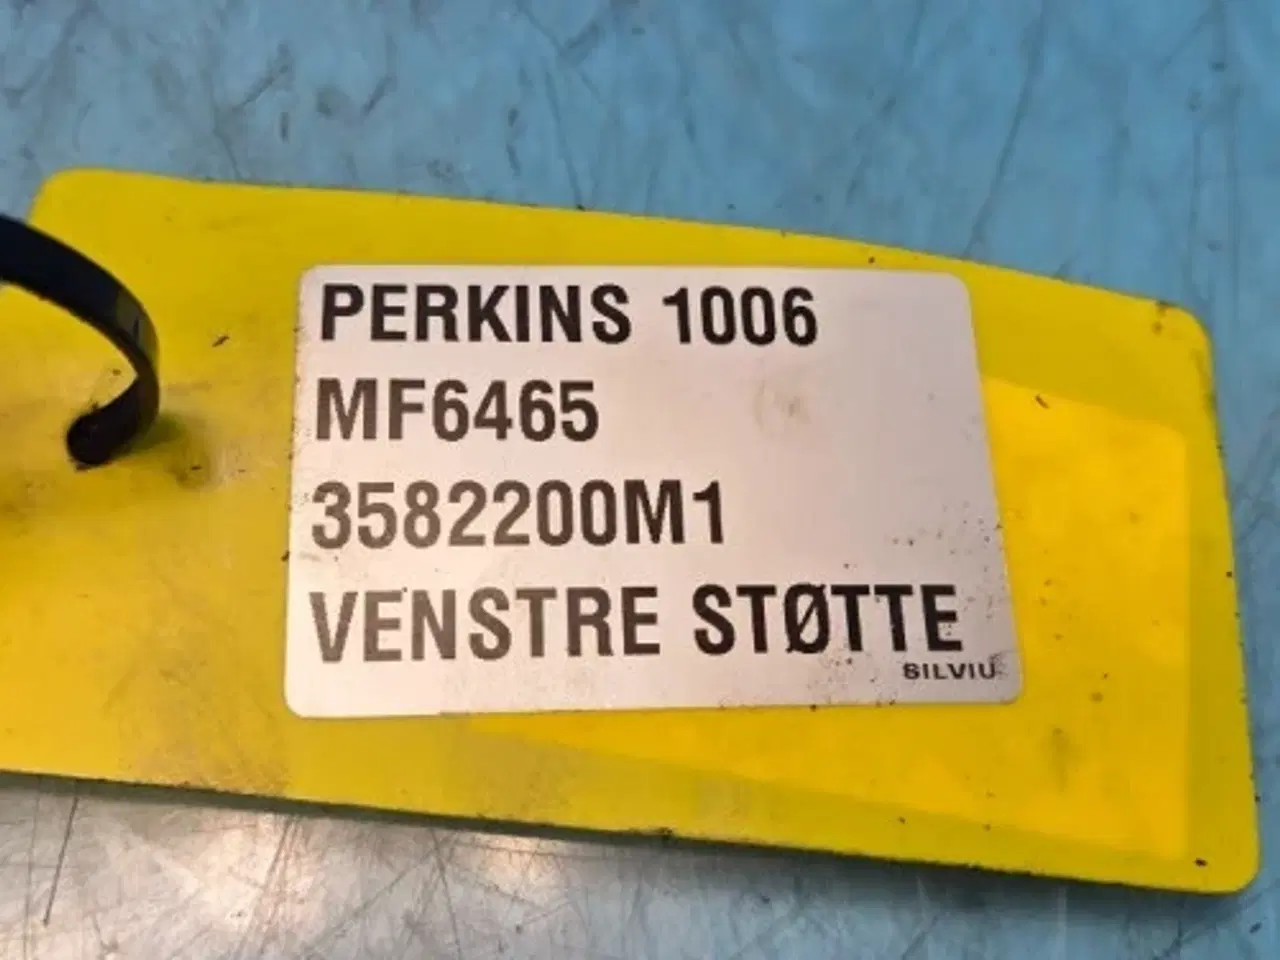 PERKINS 1006
MF6465
3582200M1
VENSTRE STØTTE
SILVIU